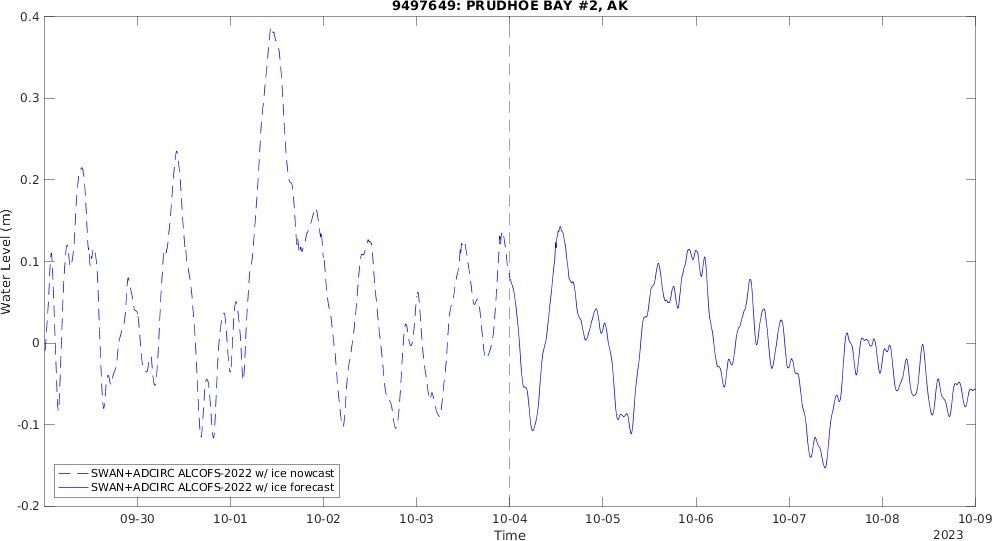 9497649: PRUDHOE BAY #2, AK
0.4
0.3
0.2
0.1
0
-0.1
-0.2
Water Level (m)
SWAN+ADCIRC ALCOFS-2022 w/ ice nowcast
SWAN+ADCIRC ALCOFS-2022 w/ ice forecast
09-30 10-01 10-02 10-03 10-04 10-05 10-06 10-07 10-08 10-09
Time
2023